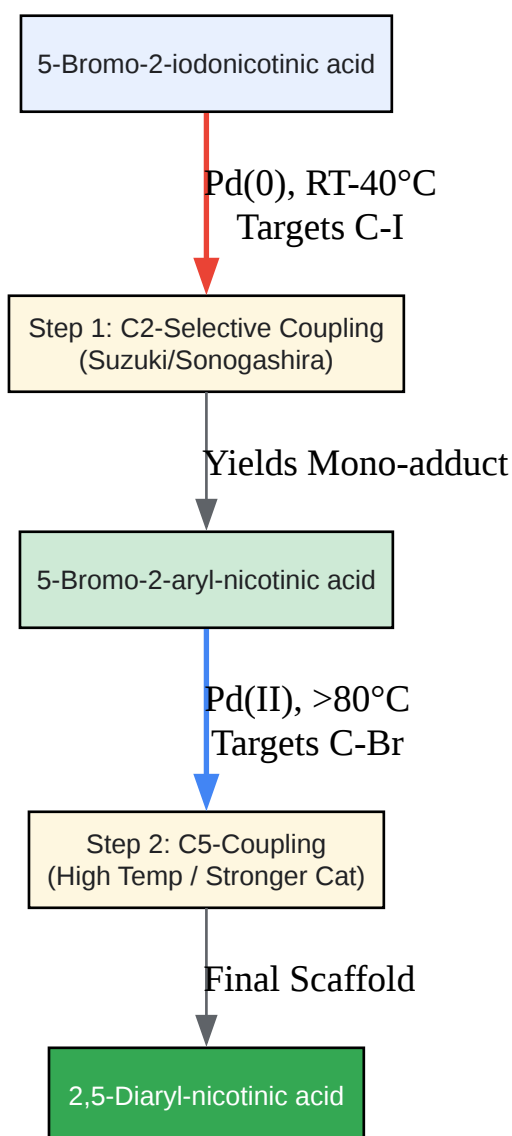 5-Bromo-2-iodonicotinic acid
Pd(0), RT-40°C
Targets C-I
Step 1: C2-Selective Coupling
(Suzuki/Sonogashira)
Yields Mono-adduct
5-Bromo-2-aryl-nicotinic acid
Pd(II), >80°C
Targets C-Br
Step 2: C5-Coupling
(High Temp / Stronger Cat)
Final Scaffold
2,5-Diaryl-nicotinic acid